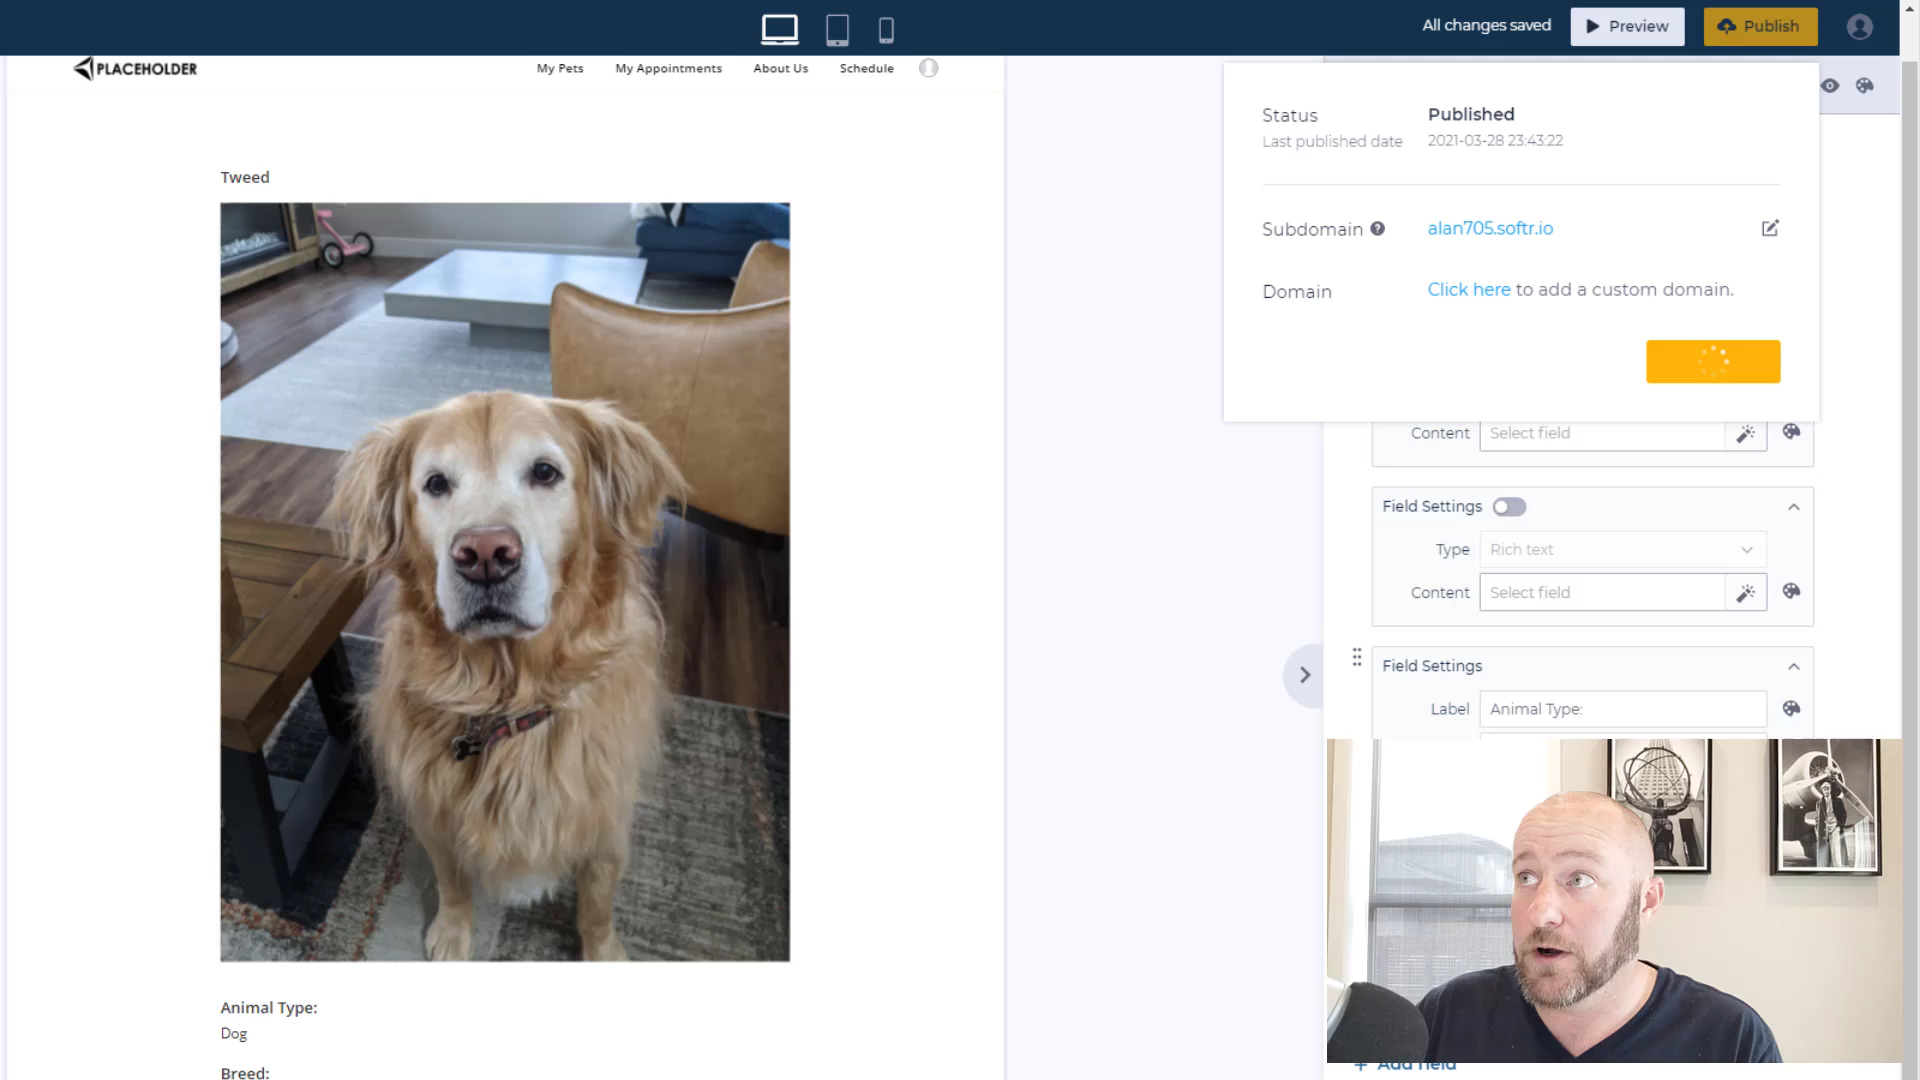 All changes saved
Preview
Publish
PLACEHOLDER
My Pets
My Appointments
About Us
Schedule
Tweed
Animal Type:
Dog
Breed:
Status
Published
Last published date
2021-03-28 23:43:22
Subdomain ?
alan705.softr.io
Domain
Click here to add a custom domain.
Content
Select field
Field Settings
Type
Rich text
Content
Select field
Field Settings
Label
Animal Type:
+ Add field